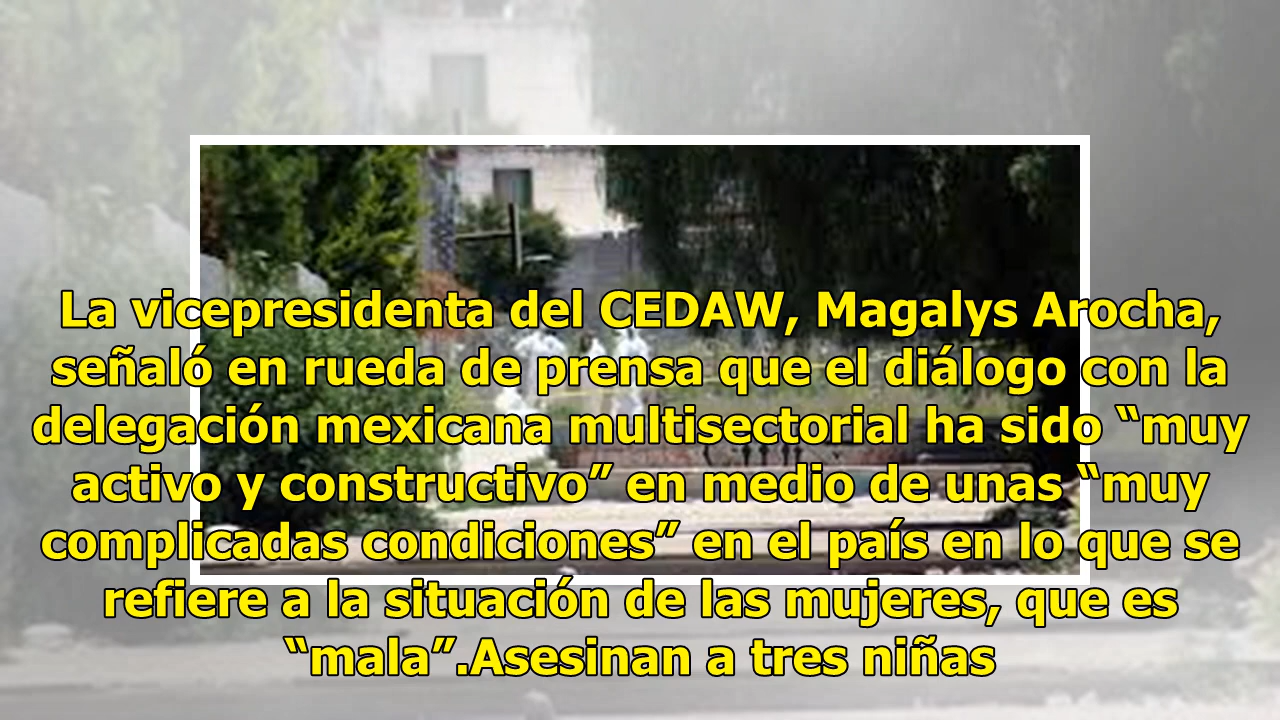 La vicepresidenta del CEDAW, Magalys Arocha,
señaló en rueda de prensa que el diálogo con la
delegación mexicana multisectorial ha sido “muy
activo y constructivo” en medio de unas “muy
complicadas condiciones” en el país en lo que se
refiere a la situación de las mujeres, que es
“mala”.Asesinan a tres niñas